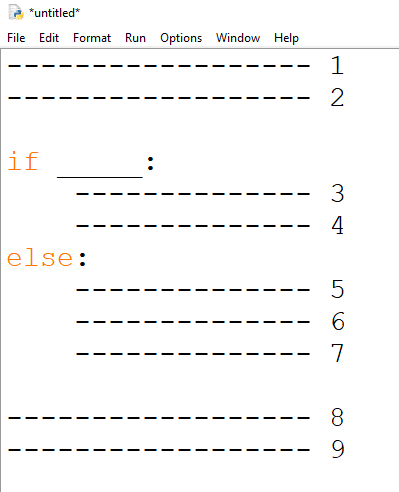 *untitled*
File Edit Format Run Options Window Help
------------------ 1
------------------ 2
if _____:
    -------------- 3
    -------------- 4
else:
    -------------- 5
    -------------- 6
    -------------- 7
------------------ 8
------------------ 9